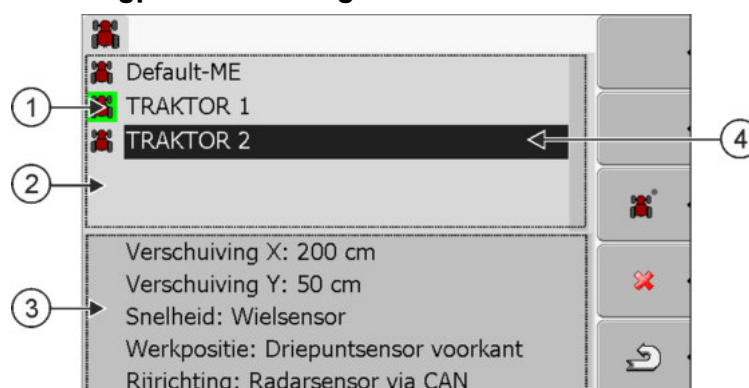 Default-ME
1
TRAKTOR 1
TRAKTOR 2
4
2
Verschuiving X: 200 cm
Verschuiving Y: 50 cm
3
Snelheid: Wielsensor
Werkpositie: Driepuntsensor voorkant
Rijrichting: Radarsensor via CAN